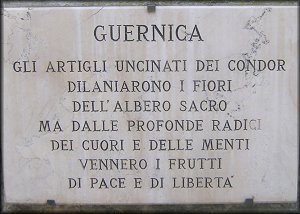 GUERNICA
GLI ARTIGLI UNCINATI DEI CONDOR
DILANIARONO I FIORI
DELL'ALBERO SACRO
MA DALLE PROFONDE RADICI
DEI CUORI E DELLE MENTI
VENNERO I FRUTTI
DI PACE E DI LIBERTA'